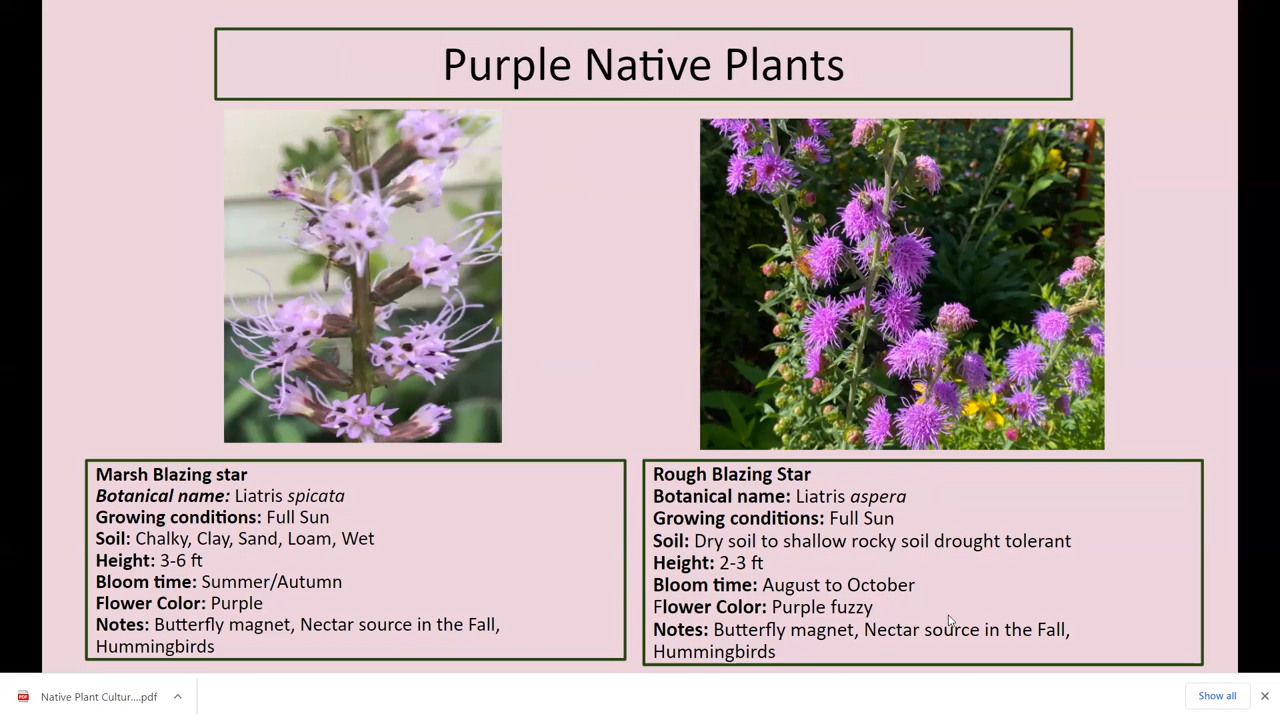 Purple Native Plants
Marsh Blazing star
Botanical name: Liatris spicata
Growing conditions: Full Sun
Soil: Chalky, Clay, Sand, Loam, Wet
Height: 3-6 ft
Bloom time: Summer/Autumn
Flower Color: Purple
Notes: Butterfly magnet, Nectar source in the Fall,
Hummingbirds
Rough Blazing Star
Botanical name: Liatris aspera
Growing conditions: Full Sun
Soil: Dry soil to shallow rocky soil drought tolerant
Height: 2-3 ft
Bloom time: August to October
Flower Color: Purple fuzzy
Notes: Butterfly magnet, Nectar source in the Fall,
Hummingbirds
Native Plant Cultur....pdf
Show all